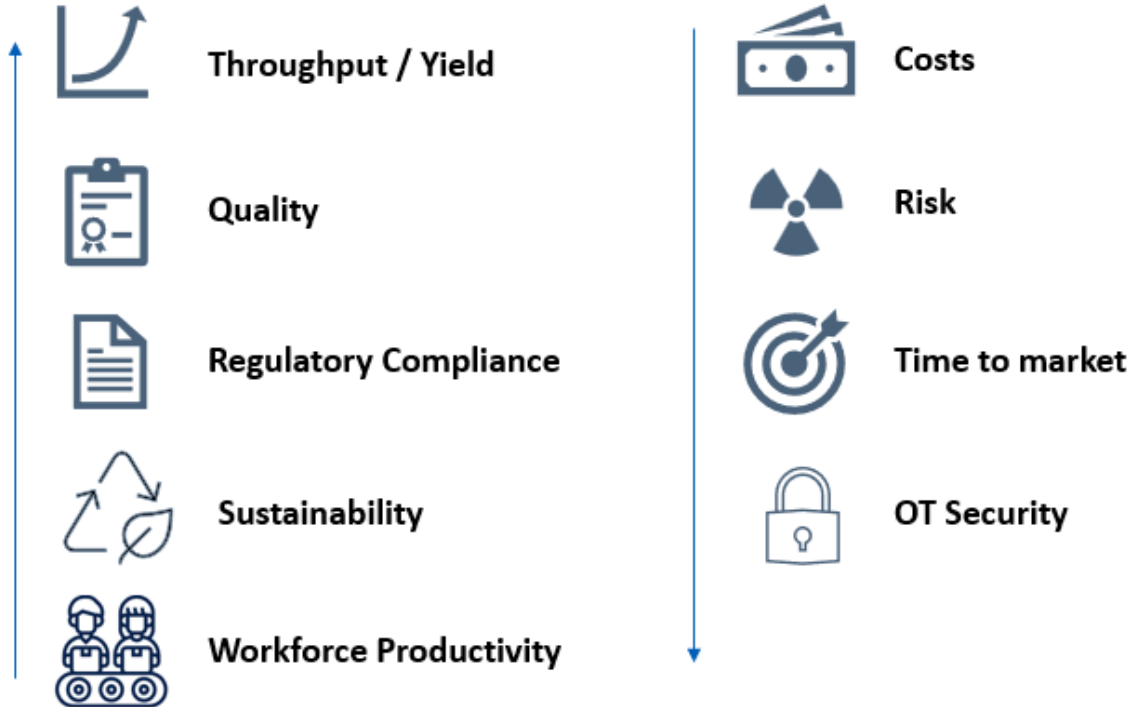 Throughput / Yield
Quality
Regulatory Compliance
Sustainability
Workforce Productivity
Costs
Risk
Time to market
OT Security